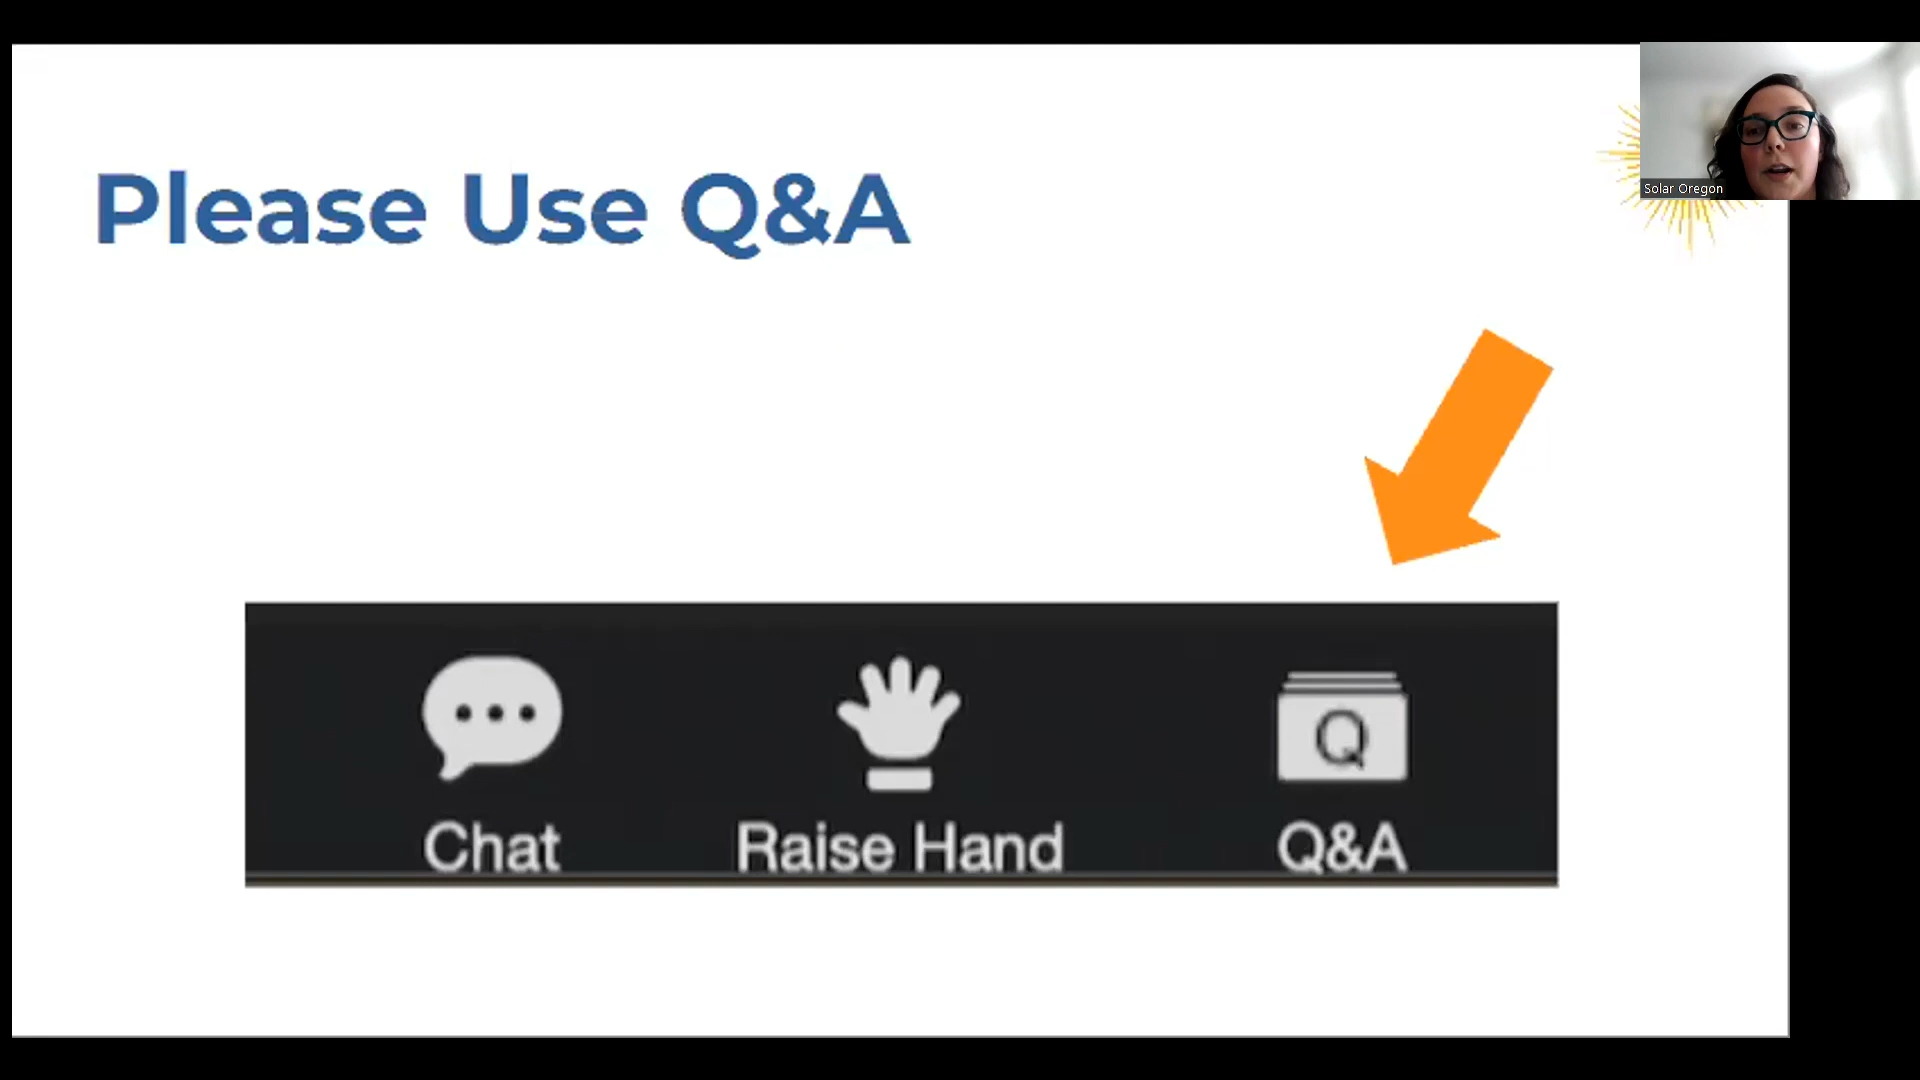 Please Use Q&A
Solar Oregon
Q
Chat
Raise Hand
Q&A